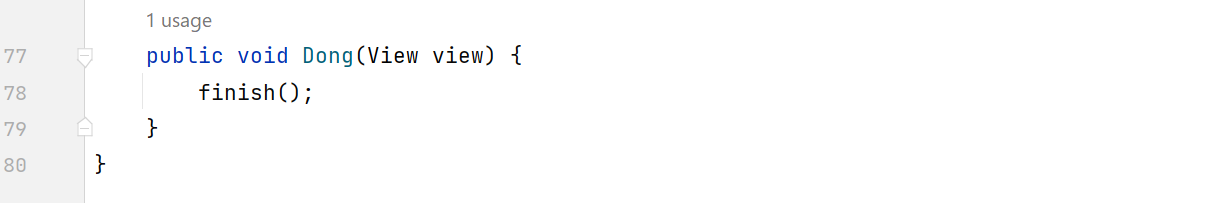 1 usage
77 public void Dong(View view) {
78 finish();
79 }
80 }